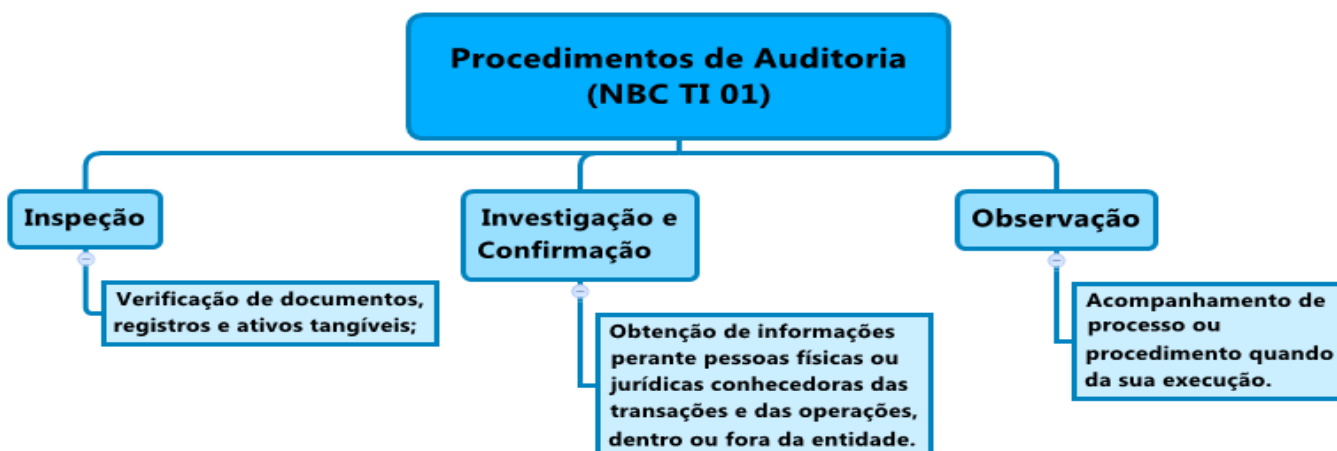 Procedimentos de Auditoria
(NBC TI 01)
Inspeção
Verificação de documentos,
registros e ativos tangíveis;
Investigação e
Confirmação
Obtenção de informações
perante pessoas físicas ou
jurídicas conhecedoras das
transações e das operações,
dentro ou fora da entidade.
Observação
Acompanhamento de
processo ou
procedimento quando
da sua execução.